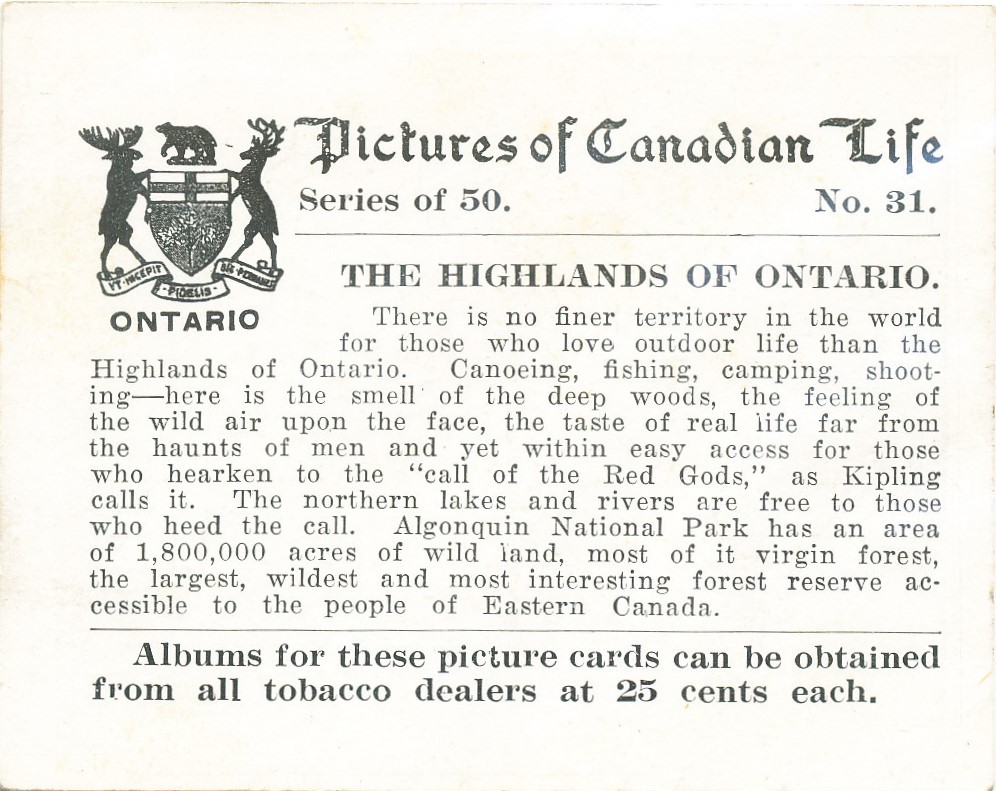 Pictures of Canadian Life
Series of 50. No. 31.
VT·INCEPIT
·FIDELIS·
SIC·PERMANET
ONTARIO
THE HIGHLANDS OF ONTARIO.
There is no finer territory in the world
for those who love outdoor life than the
Highlands of Ontario. Canoeing, fishing, camping, shoot-
ing—here is the smell of the deep woods, the feeling of
the wild air upon the face, the taste of real life far from
the haunts of men and yet within easy access for those
who hearken to the “call of the Red Gods,” as Kipling
calls it. The northern lakes and rivers are free to those
who heed the call. Algonquin National Park has an area
of 1,800,000 acres of wild land, most of it virgin forest,
the largest, wildest and most interesting forest reserve ac-
cessible to the people of Eastern Canada.
Albums for these picture cards can be obtained
from all tobacco dealers at 25 cents each.